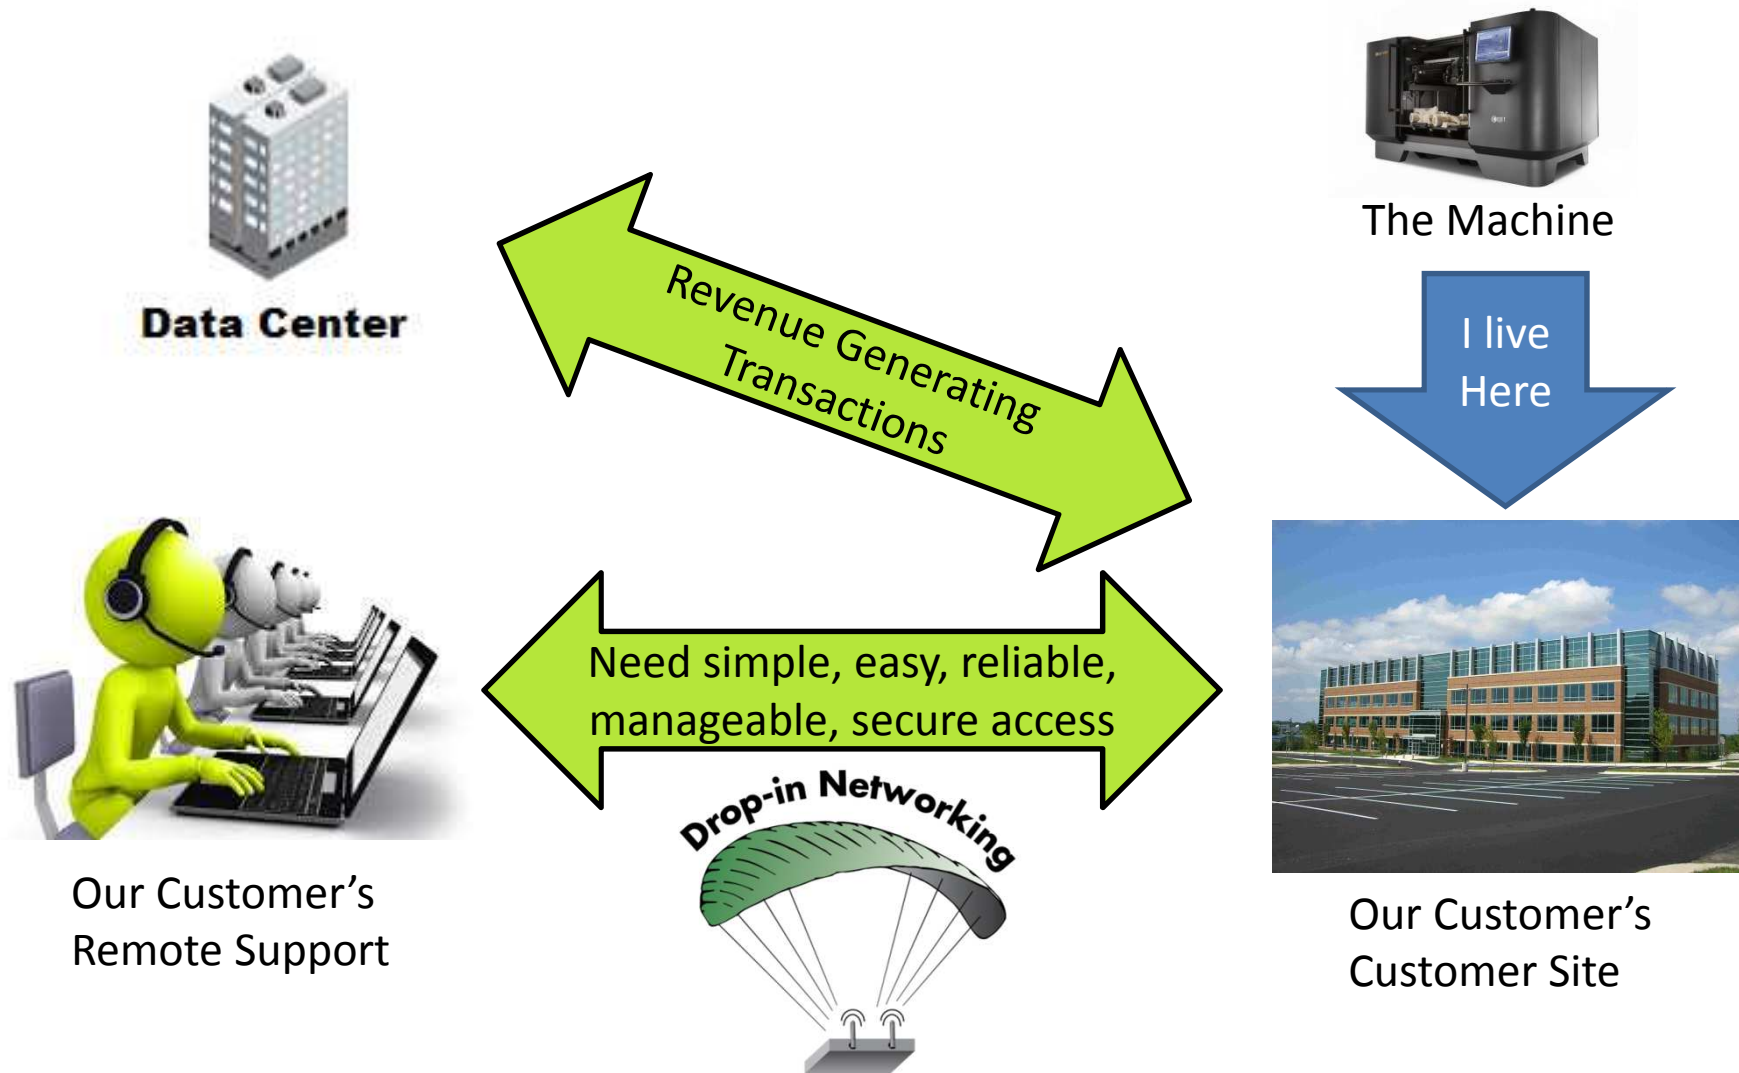 The Machine
Data Center
Revenue Generating
Transactions
I live
Here
Need simple, easy, reliable,
manageable, secure access
Drop-in Networking
Our Customer’s
Remote Support
Our Customer’s
Customer Site